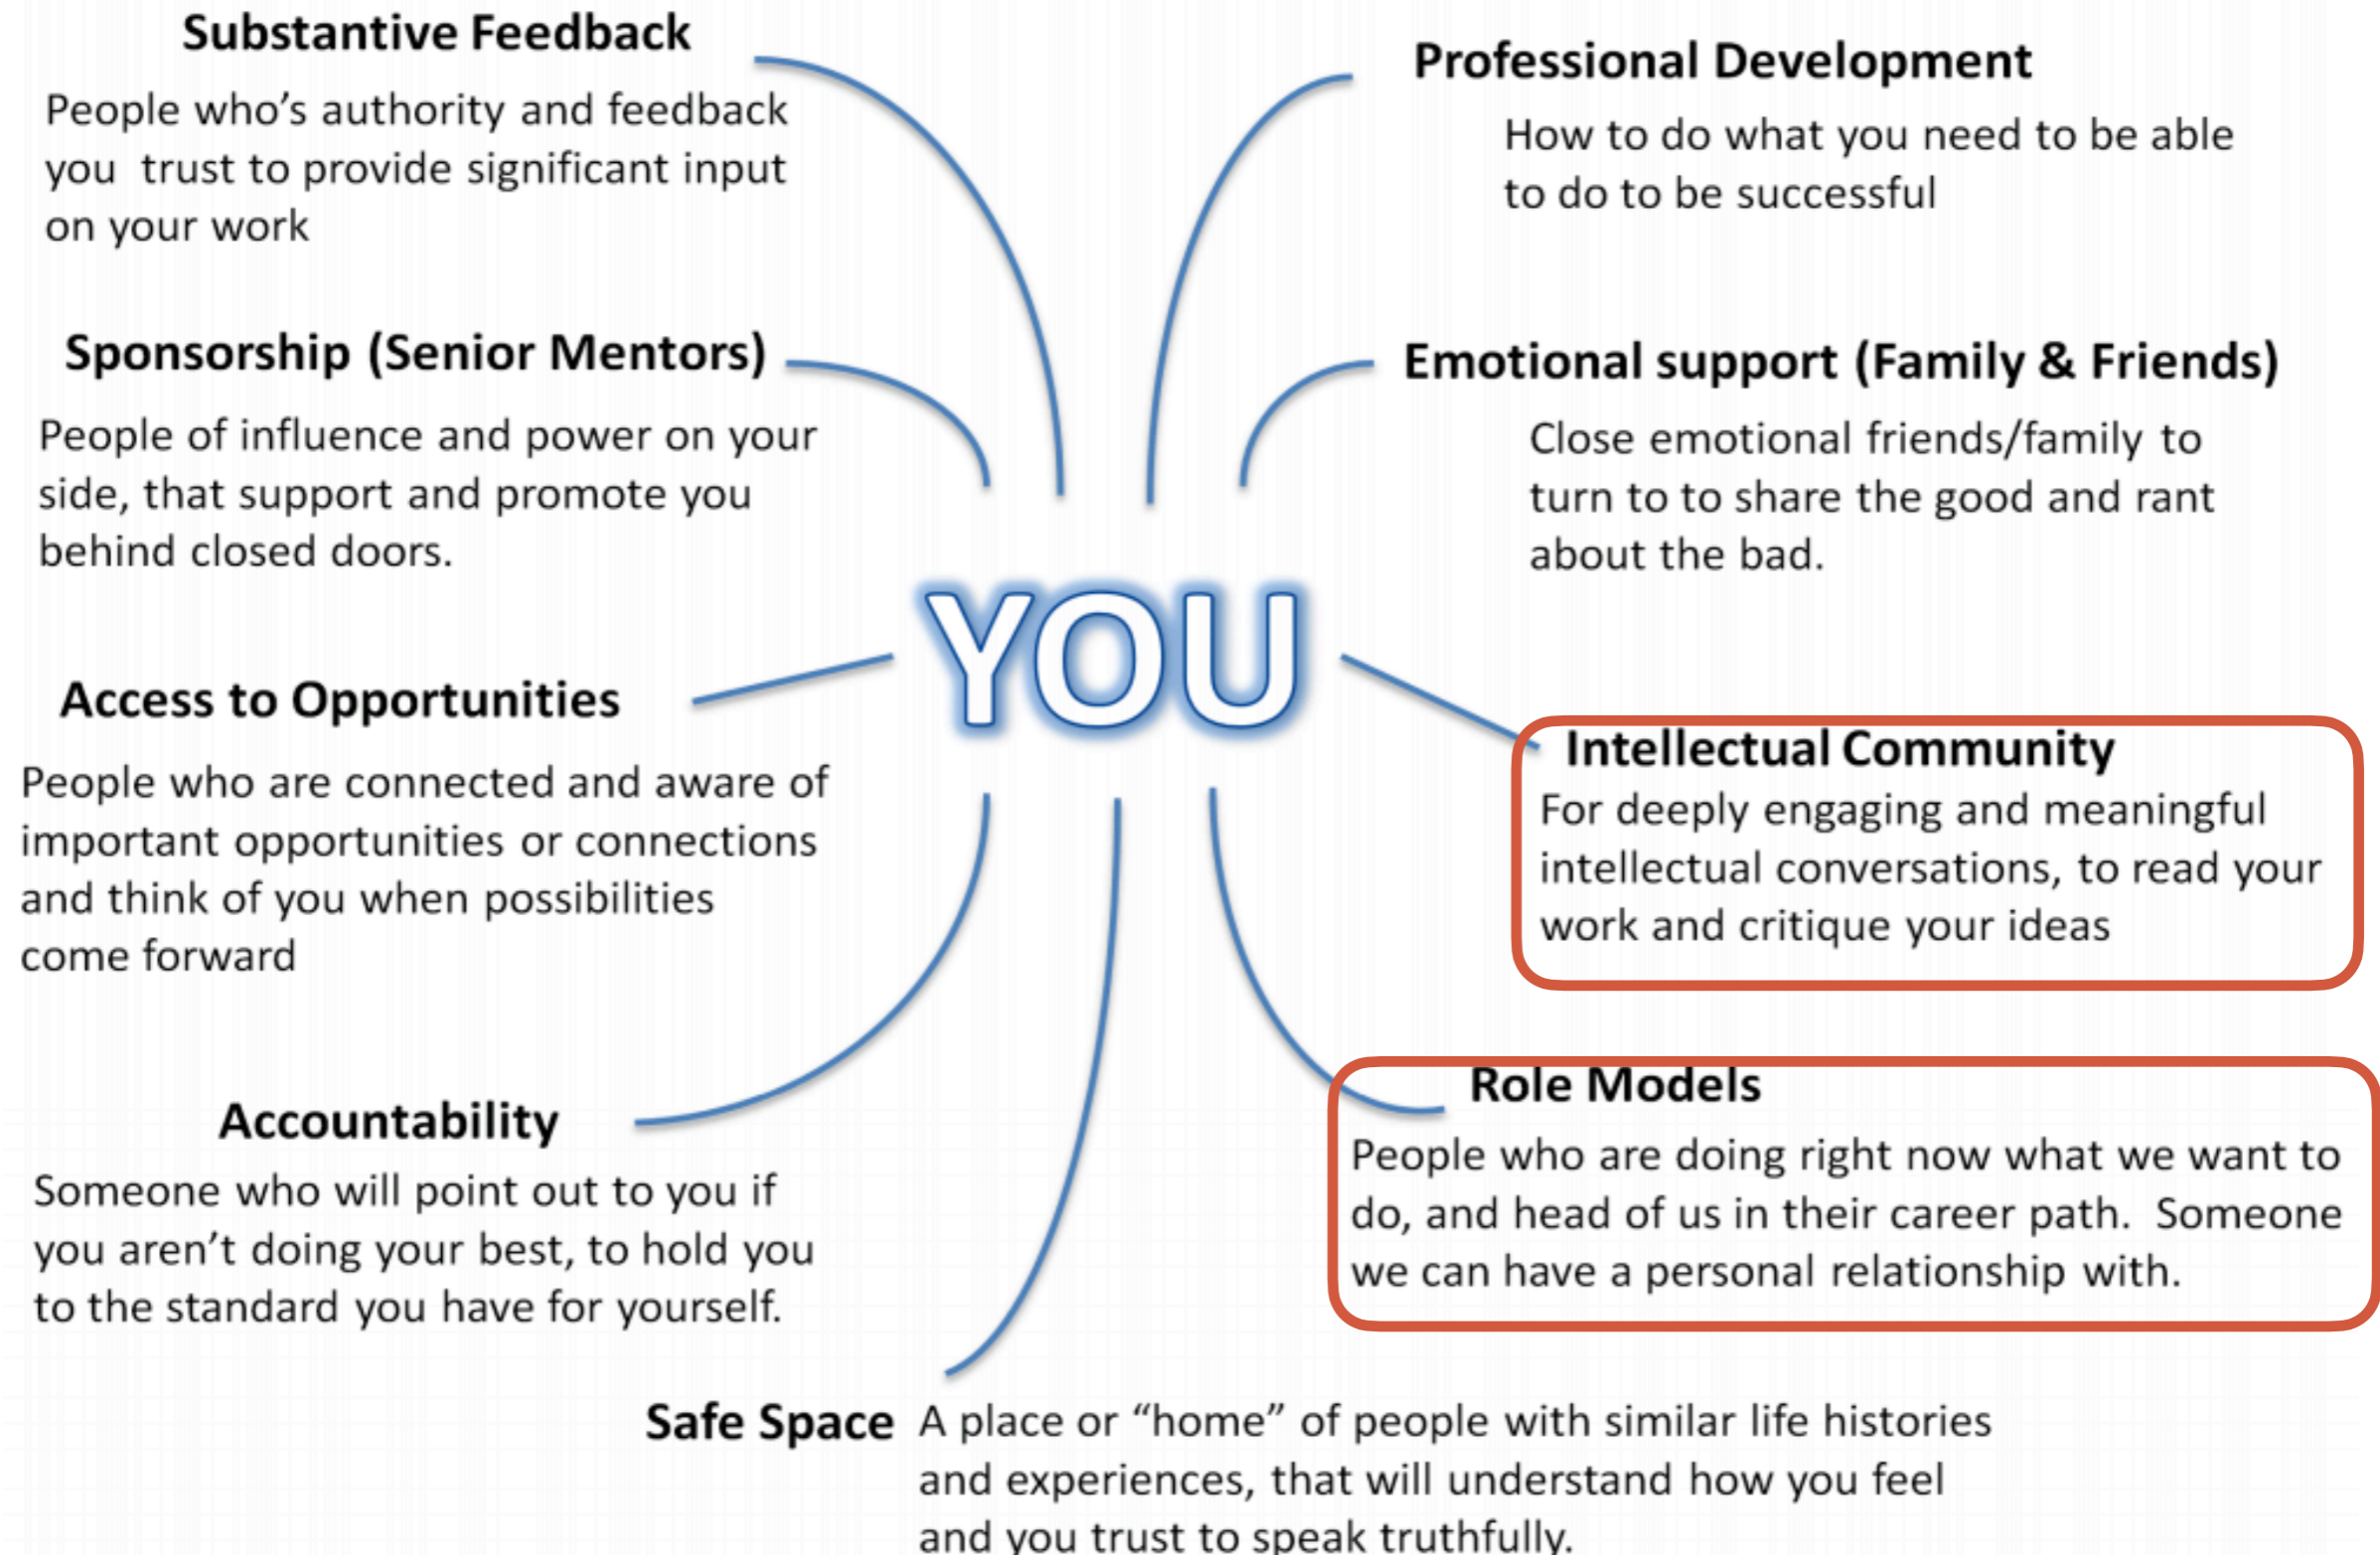 Substantive Feedback
People who’s authority and feedback
you  trust to provide significant input
on your work
Sponsorship (Senior Mentors)
People of influence and power on your
side, that support and promote you
behind closed doors.
Access to Opportunities
People who are connected and aware of
important opportunities or connections
and think of you when possibilities
come forward
Accountability
Someone who will point out to you if
you aren’t doing your best, to hold you
to the standard you have for yourself.
YOU
Professional Development
How to do what you need to be able
to do to be successful
Emotional support (Family & Friends)
Close emotional friends/family to
turn to to share the good and rant
about the bad.
Intellectual Community
For deeply engaging and meaningful
intellectual conversations, to read your
work and critique your ideas
Role Models
People who are doing right now what we want to
do, and head of us in their career path.  Someone
we can have a personal relationship with.
Safe Space A place or “home” of people with similar life histories
and experiences, that will understand how you feel
and you trust to speak truthfully.